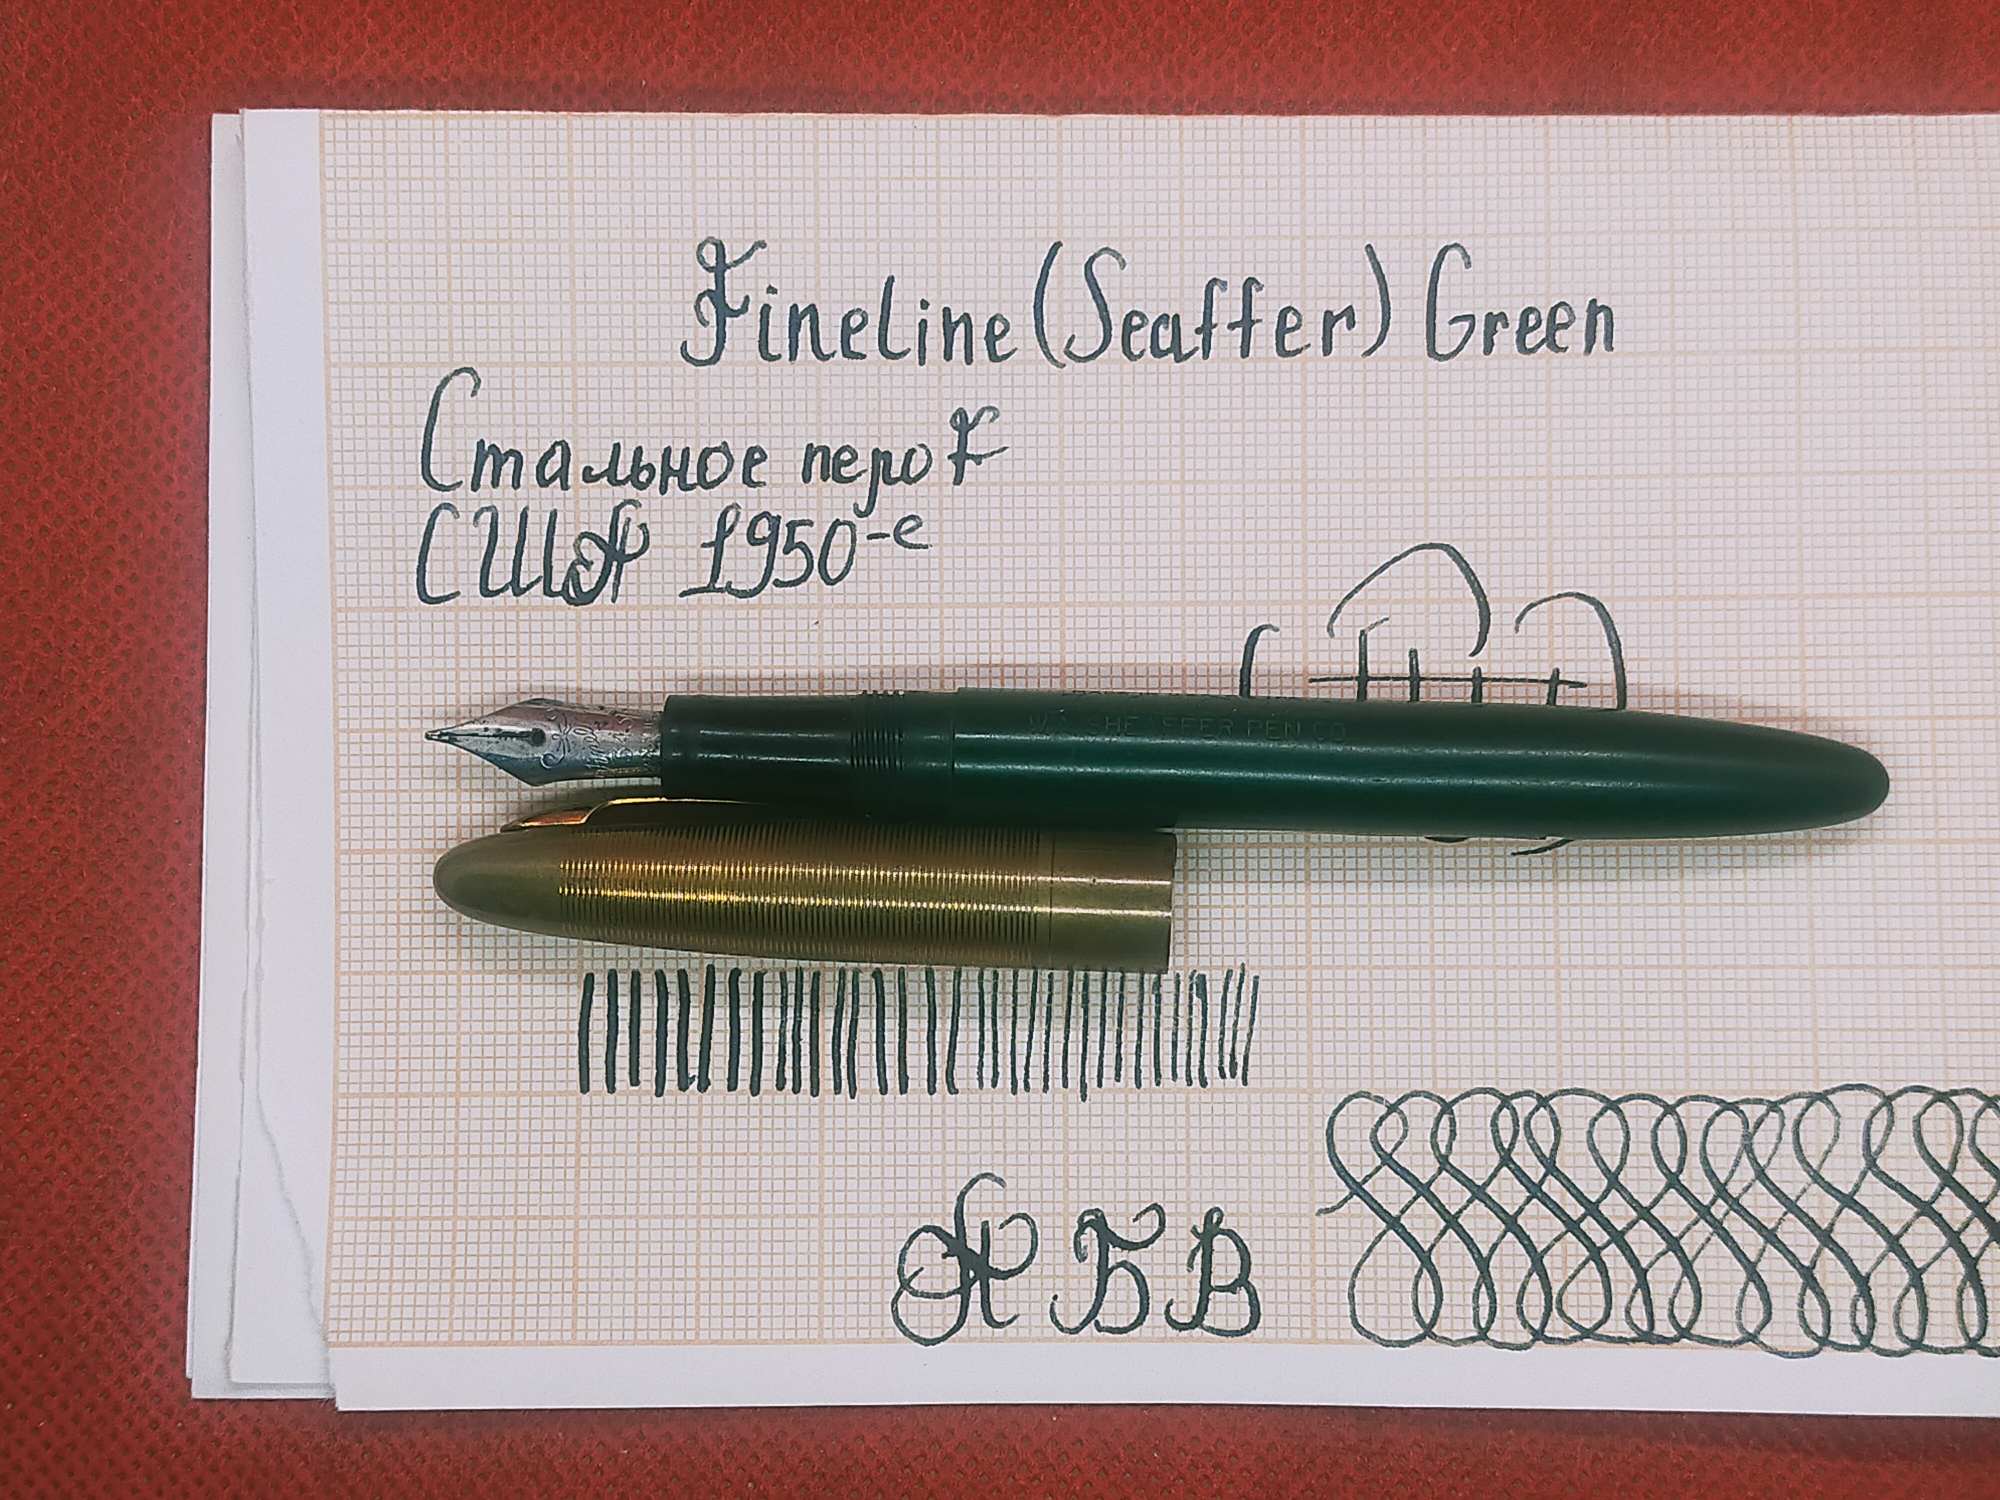 Fineline (Seaffer) Green
Стальное перо F
США 1950-е
W.A. SHEAFFER PEN CO.
А Б В